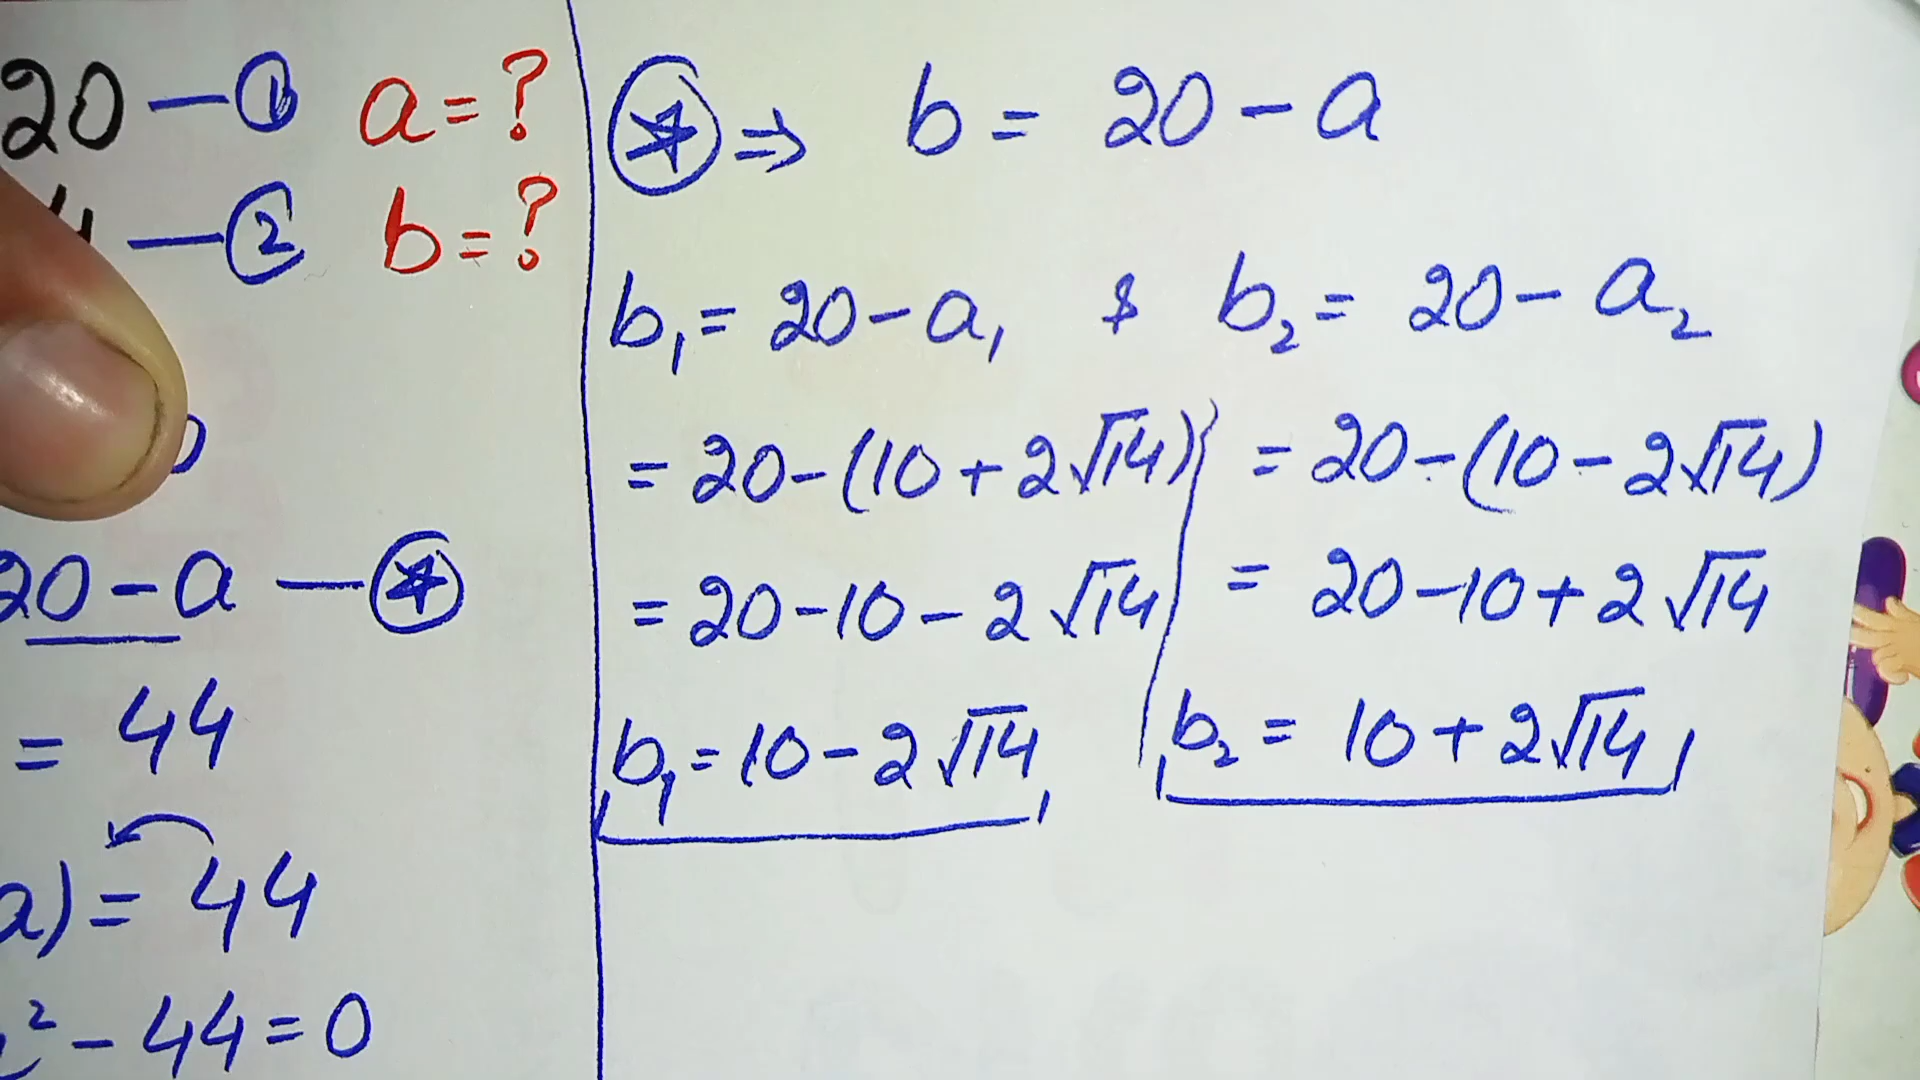 20 — ① a = ?
— ② b = ?
20 - a — ⊛
= 44
a) = 44
² - 44 = 0
⊛ ⇒ b = 20 - a
b₁ = 20 - a₁ & b₂ = 20 - a₂
= 20 - (10 + 2√14) = 20 - (10 - 2√14)
= 20 - 10 - 2√14 = 20 - 10 + 2√14
b₁ = 10 - 2√14 b₂ = 10 + 2√14